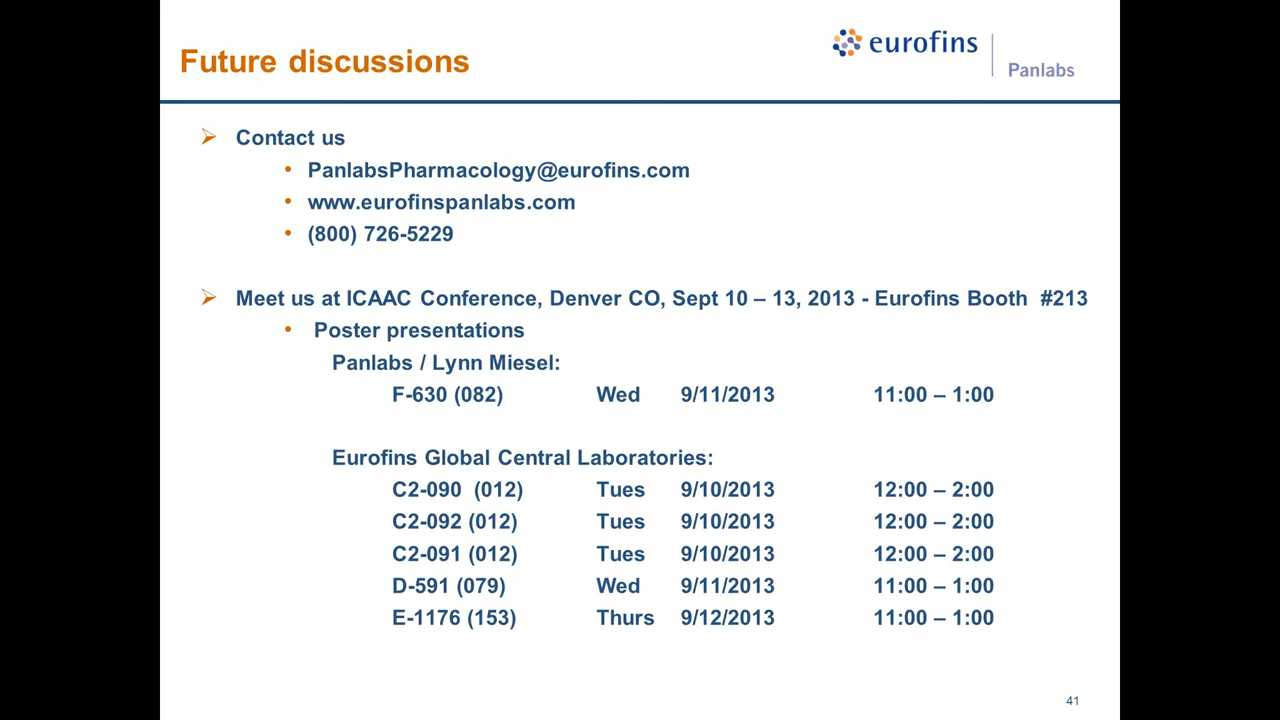 Future discussions
eurofins
Panlabs
➢ Contact us
• PanlabsPharmacology@eurofins.com
• www.eurofinspanlabs.com
• (800) 726-5229
➢ Meet us at ICAAC Conference, Denver CO, Sept 10 – 13, 2013 - Eurofins Booth #213
• Poster presentations
Panlabs / Lynn Miesel:
F-630 (082) Wed 9/11/2013 11:00 – 1:00
Eurofins Global Central Laboratories:
C2-090 (012) Tues 9/10/2013 12:00 – 2:00
C2-092 (012) Tues 9/10/2013 12:00 – 2:00
C2-091 (012) Tues 9/10/2013 12:00 – 2:00
D-591 (079) Wed 9/11/2013 11:00 – 1:00
E-1176 (153) Thurs 9/12/2013 11:00 – 1:00
41